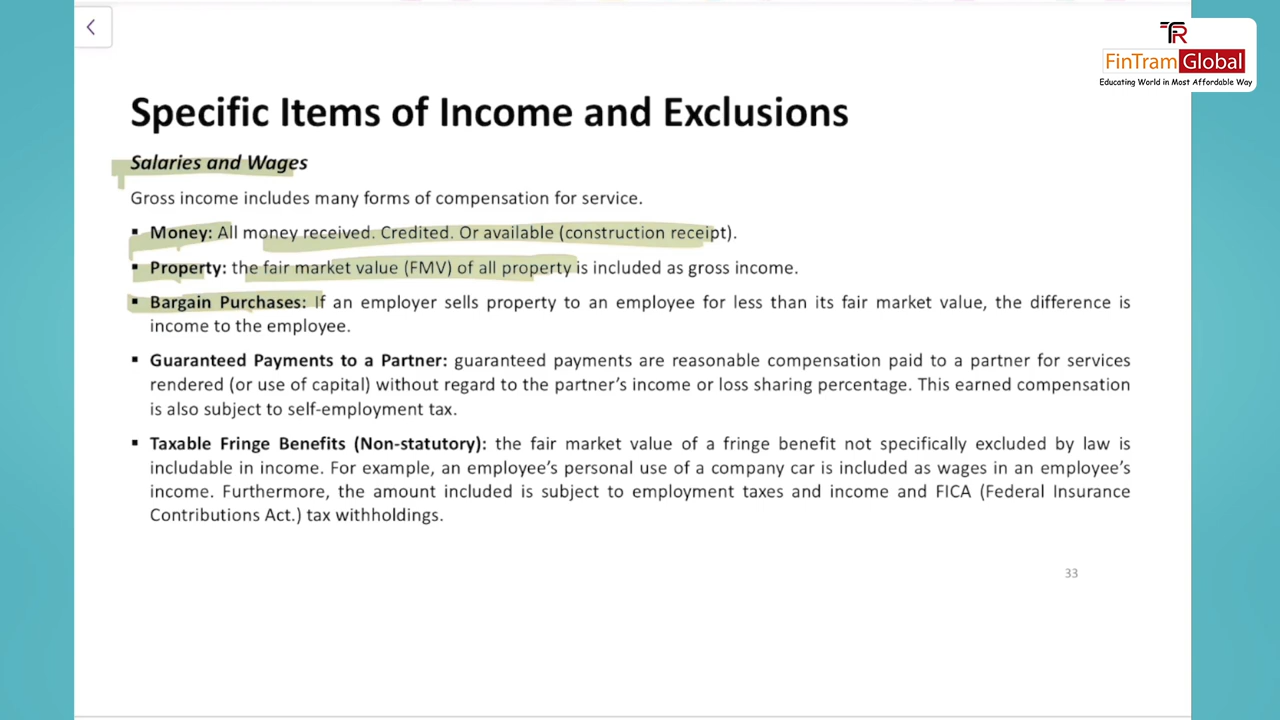 TR
FinTram Global
Educating World in Most Affordable Way
Specific Items of Income and Exclusions
Salaries and Wages
Gross income includes many forms of compensation for service.
▪ Money: All money received. Credited. Or available (construction receipt).
▪ Property: the fair market value (FMV) of all property is included as gross income.
▪ Bargain Purchases: If an employer sells property to an employee for less than its fair market value, the difference is
income to the employee.
▪ Guaranteed Payments to a Partner: guaranteed payments are reasonable compensation paid to a partner for services
rendered (or use of capital) without regard to the partner's income or loss sharing percentage. This earned compensation
is also subject to self-employment tax.
▪ Taxable Fringe Benefits (Non-statutory): the fair market value of a fringe benefit not specifically excluded by law is
includable in income. For example, an employee's personal use of a company car is included as wages in an employee's
income. Furthermore, the amount included is subject to employment taxes and income and FICA (Federal Insurance
Contributions Act.) tax withholdings.
33